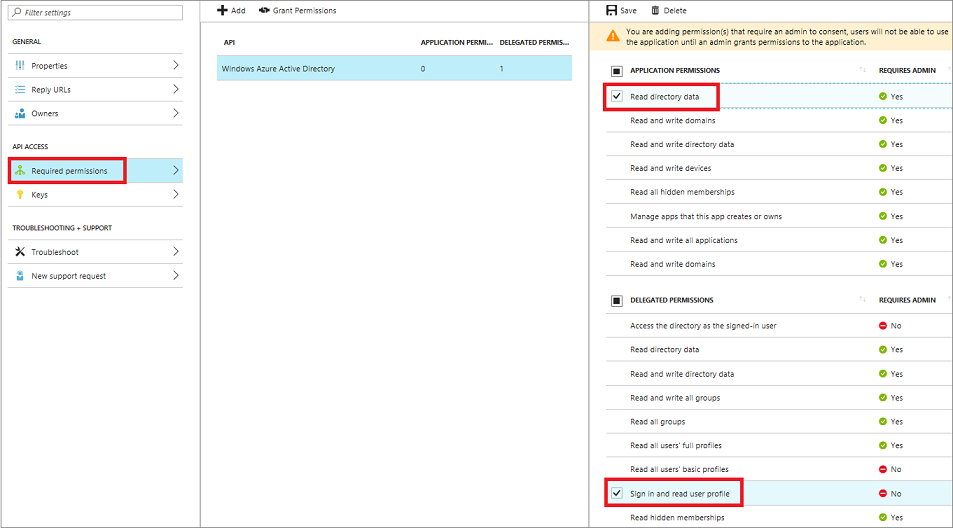 Filter settings
GENERAL
Properties
Reply URLs
Owners
API ACCESS
Required permissions
Keys
TROUBLESHOOTING + SUPPORT
Troubleshoot
New support request
Add Grant Permissions
API APPLICATION PERMI... DELEGATED PERMIS...
Windows Azure Active Directory 0 1
Save Delete
You are adding permission(s) that require an admin to consent, users will not be able to use
the application until an admin grants permissions to the application.
APPLICATION PERMISSIONS REQUIRES ADMIN
Read directory data Yes
Read and write domains Yes
Read and write directory data Yes
Read and write devices Yes
Read all hidden memberships Yes
Manage apps that this app creates or owns Yes
Read and write all applications Yes
Read and write domains Yes
DELEGATED PERMISSIONS REQUIRES ADMIN
Access the directory as the signed-in user No
Read directory data Yes
Read and write directory data Yes
Read and write all groups Yes
Read all groups Yes
Read all users' full profiles Yes
Read all users' basic profiles No
Sign in and read user profile No
Read hidden memberships Yes